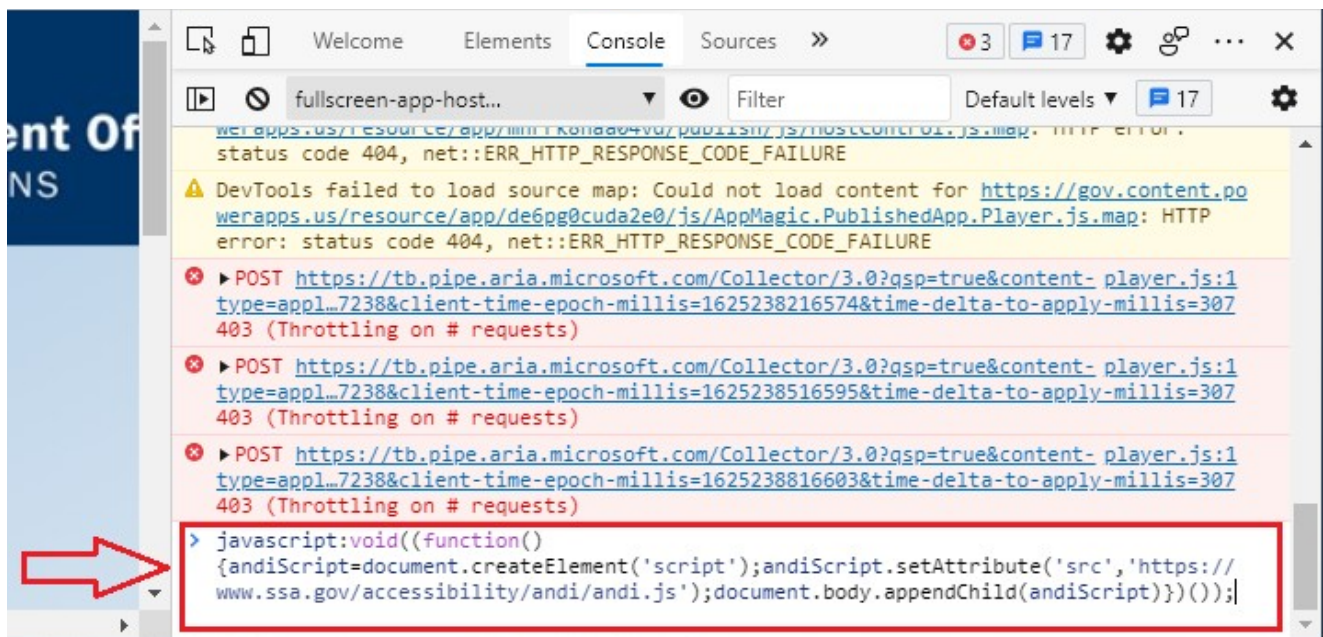 ent Of
NS
Welcome Elements Console Sources » 3 17 ··· ×
fullscreen-app-host... ▼ Filter Default levels ▼ 17
status code 404, net::ERR_HTTP_RESPONSE_CODE_FAILURE
DevTools failed to load source map: Could not load content for https://gov.content.po
werapps.us/resource/app/de6pg0cuda2e0/js/AppMagic.PublishedApp.Player.js.map: HTTP
error: status code 404, net::ERR_HTTP_RESPONSE_CODE_FAILURE
▶POST https://tb.pipe.aria.microsoft.com/Collector/3.0?qsp=true&content- player.js:1
type=appl…7238&client-time-epoch-millis=1625238216574&time-delta-to-apply-millis=307
403 (Throttling on # requests)
▶POST https://tb.pipe.aria.microsoft.com/Collector/3.0?qsp=true&content- player.js:1
type=appl…7238&client-time-epoch-millis=1625238516595&time-delta-to-apply-millis=307
403 (Throttling on # requests)
▶POST https://tb.pipe.aria.microsoft.com/Collector/3.0?qsp=true&content- player.js:1
type=appl…7238&client-time-epoch-millis=1625238816603&time-delta-to-apply-millis=307
403 (Throttling on # requests)
> javascript:void((function()
{andiScript=document.createElement('script');andiScript.setAttribute('src','https://
www.ssa.gov/accessibility/andi/andi.js');document.body.appendChild(andiScript)})());